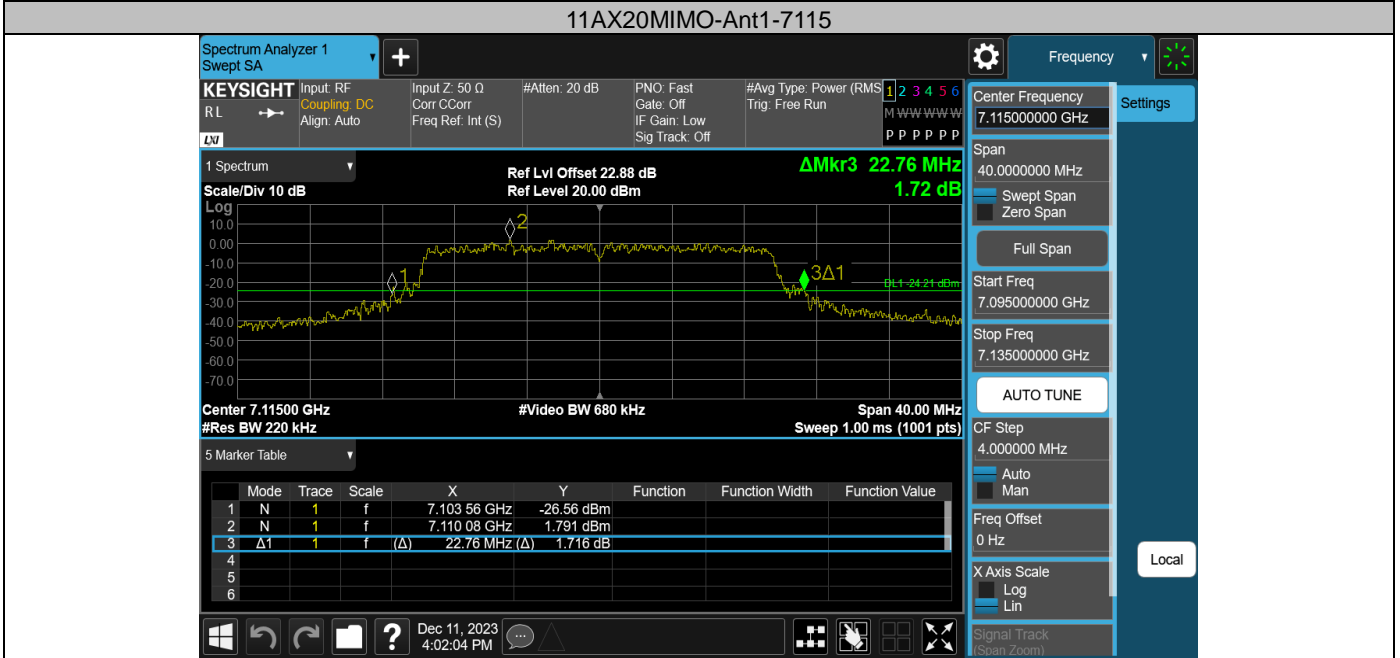 11AX20MIMO-Ant1-7115
Spectrum Analyzer 1
Swept SA
+
Frequency
KEYSIGHT
RL
LXI
Input: RF
Coupling: DC
Align: Auto
Input Z: 50 Ω
Corr CCorr
Freq Ref: Int (S)
#Atten: 20 dB
PNO: Fast
Gate: Off
IF Gain: Low
Sig Track: Off
#Avg Type: Power (RMS
Trig: Free Run
1 2 3 4 5 6
M W W W W W
P P P P P P
1 Spectrum
Scale/Div 10 dB
Ref Lvl Offset 22.88 dB
Ref Level 20.00 dBm
ΔMkr3 22.76 MHz
1.72 dB
Log
10.0
0.00
-10.0
-20.0
-30.0
-40.0
-50.0
-60.0
-70.0
1
2
3Δ1
DL1 -24.21 dBm
Center 7.11500 GHz
#Video BW 680 kHz
Span 40.00 MHz
#Res BW 220 kHz
Sweep 1.00 ms (1001 pts)
5 Marker Table
Mode Trace Scale X Y Function Function Width Function Value
1 N 1 f 7.103 56 GHz -26.56 dBm
2 N 1 f 7.110 08 GHz 1.791 dBm
3 Δ1 1 f (Δ) 22.76 MHz (Δ) 1.716 dB
4
5
6
?
Dec 11, 2023
4:02:04 PM
Center Frequency
7.115000000 GHz
Settings
Span
40.0000000 MHz
Swept Span
Zero Span
Full Span
Start Freq
7.095000000 GHz
Stop Freq
7.135000000 GHz
AUTO TUNE
CF Step
4.000000 MHz
Auto
Man
Freq Offset
0 Hz
X Axis Scale
Log
Lin
Signal Track
(Span Zoom)
Local